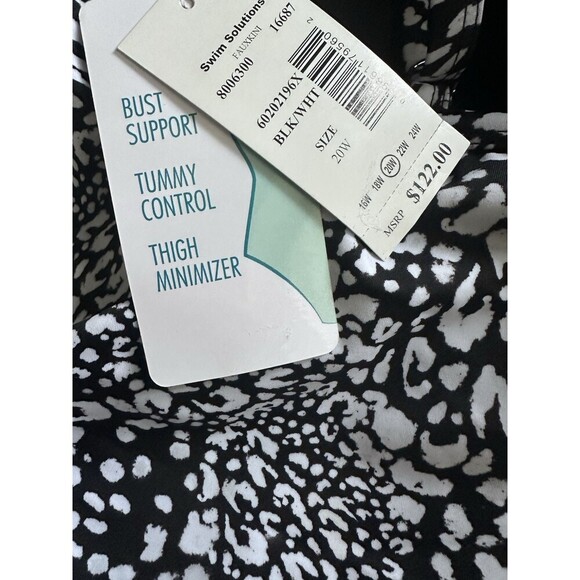 BUST
SUPPORT
TUMMY
CONTROL
THIGH
MINIMIZER
Swim Solutions
FAUXKINI
8006390 16687
60202196X
BLK/WHT
SIZE
20W
16W 18W 20W 22W 24W
MSRP $122.00